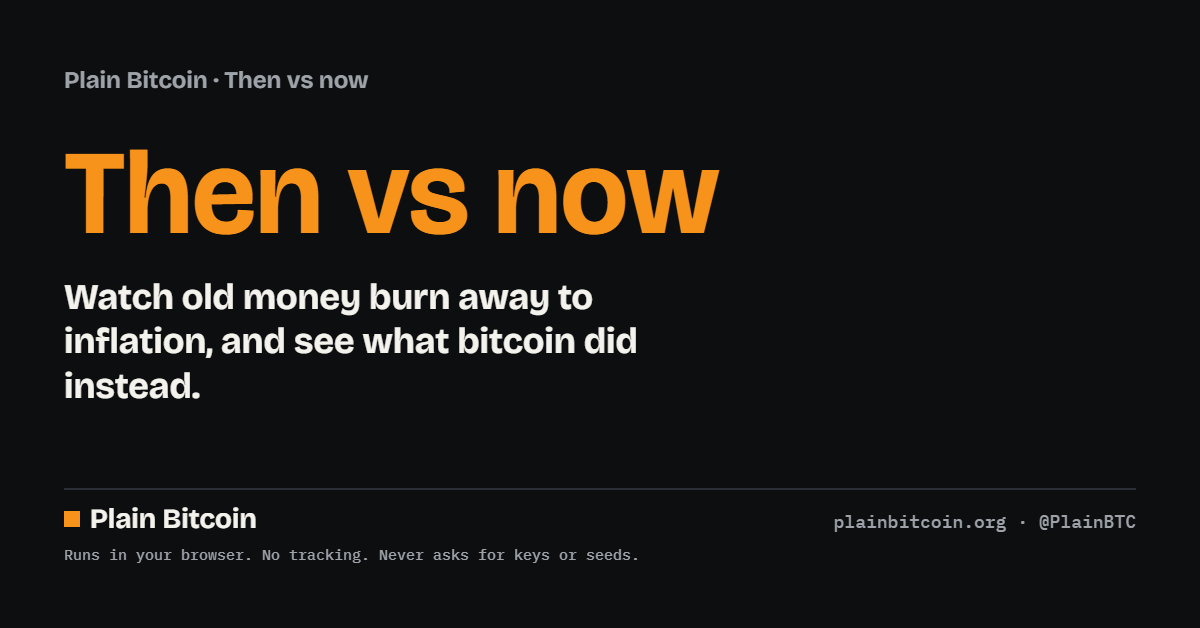 Plain Bitcoin · Then vs now
Then vs now
Watch old money burn away to
inflation, and see what bitcoin did
instead.
Plain Bitcoin
plainbitcoin.org · @PlainBTC
Runs in your browser. No tracking. Never asks for keys or seeds.